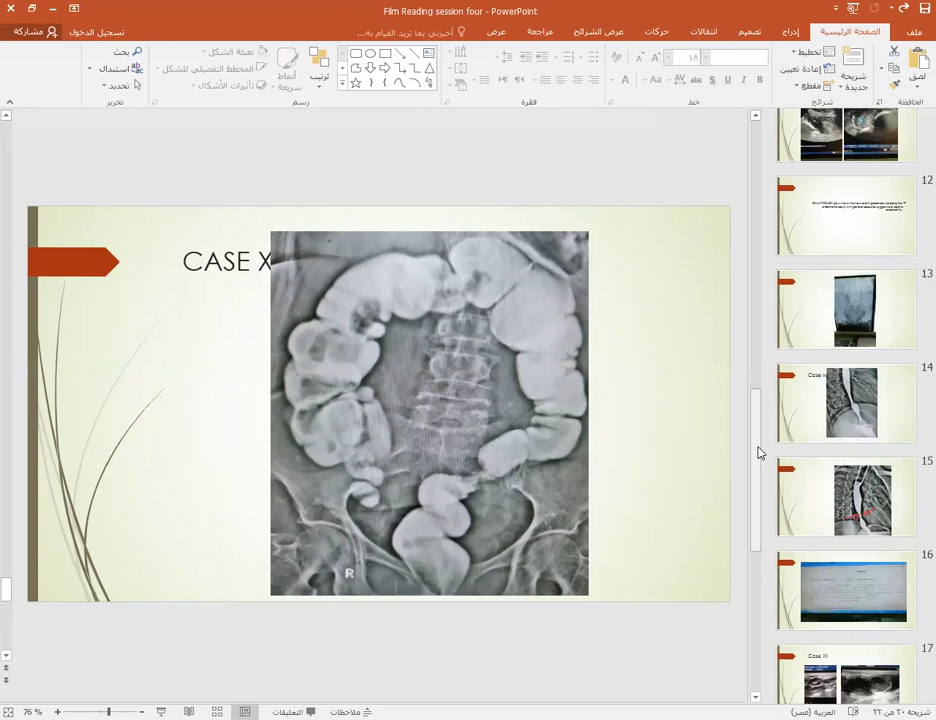 Film Reading session four - PowerPoint
ملف
الصفحة الرئيسية
إدراج
تصميم
انتقالات
حركات
عرض الشرائح
مراجعة
عرض
أخبرني بما تريد القيام به...
تسجيل الدخول
مشاركة
لصق
الحافظة
شريحة جديدة
تخطيط
إعادة تعيين
مقطع
شرائح
١٨
خط
فقرة
ترتيب
أنماط سريعة
تعبئة الشكل
المخطط التفصيلي للشكل
تأثيرات الأشكال
رسم
بحث
استبدال
تحديد
تحرير
CASE X
R
12
13
14
15
16
17
Case XI
شريحة ٢٠ من ٢٢
العربية (مصر)
ملاحظات
التعليقات
76 %